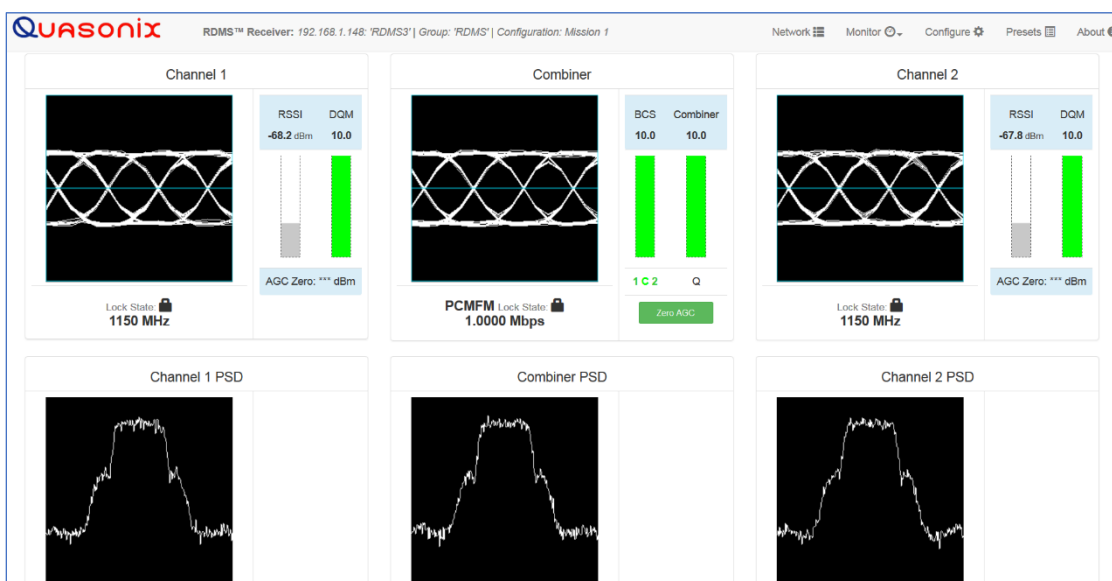 Quasonix
RDMS™ Receiver: 192.168.1.148: 'RDMS3' | Group: 'RDMS' | Configuration: Mission 1
Network Monitor Configure Presets About
Channel 1
RSSI DQM
-68.2 dBm 10.0
AGC Zero: *** dBm
Lock State:
1150 MHz
Combiner
BCS Combiner
10.0 10.0
1 C 2 Q
Zero AGC
PCMFM Lock State:
1.0000 Mbps
Channel 2
RSSI DQM
-67.8 dBm 10.0
AGC Zero: *** dBm
Lock State:
1150 MHz
Channel 1 PSD
Combiner PSD
Channel 2 PSD